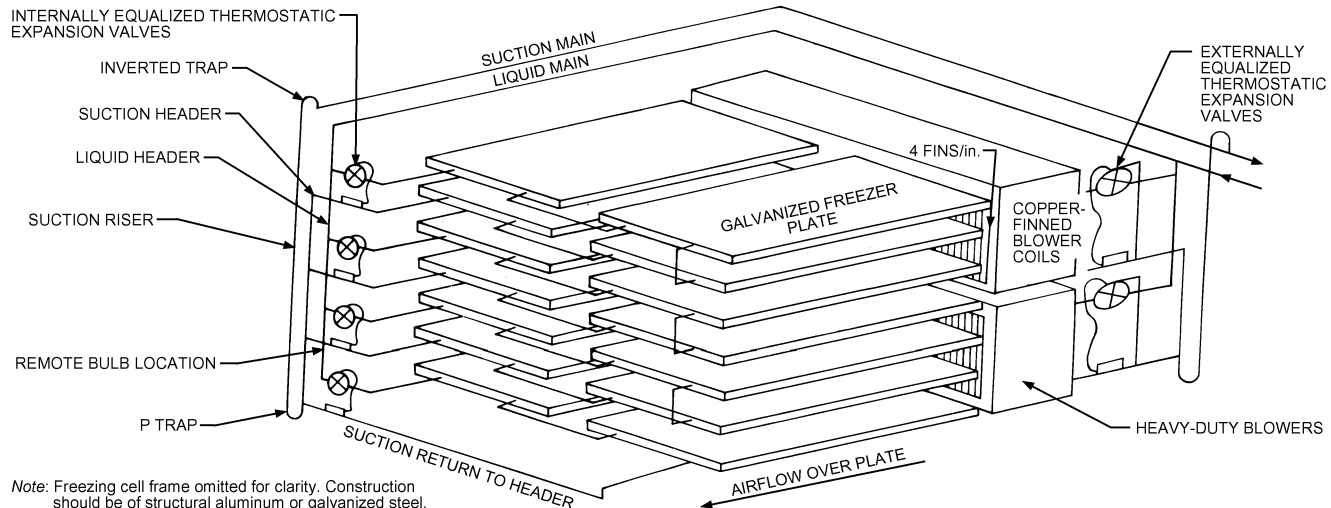 INTERNALLY EQUALIZED THERMOSTATIC
EXPANSION VALVES
INVERTED TRAP
SUCTION HEADER
LIQUID HEADER
SUCTION RISER
REMOTE BULB LOCATION
P TRAP
SUCTION MAIN
LIQUID MAIN
EXTERNALLY
EQUALIZED
THERMOSTATIC
EXPANSION
VALVES
4 FINS/in.
GALVANIZED FREEZER
PLATE
COPPER-
FINNED
BLOWER
COILS
HEAVY-DUTY BLOWERS
SUCTION RETURN TO HEADER
AIRFLOW OVER PLATE
Note: Freezing cell frame omitted for clarity. Construction
should be of structural aluminum or galvanized steel.